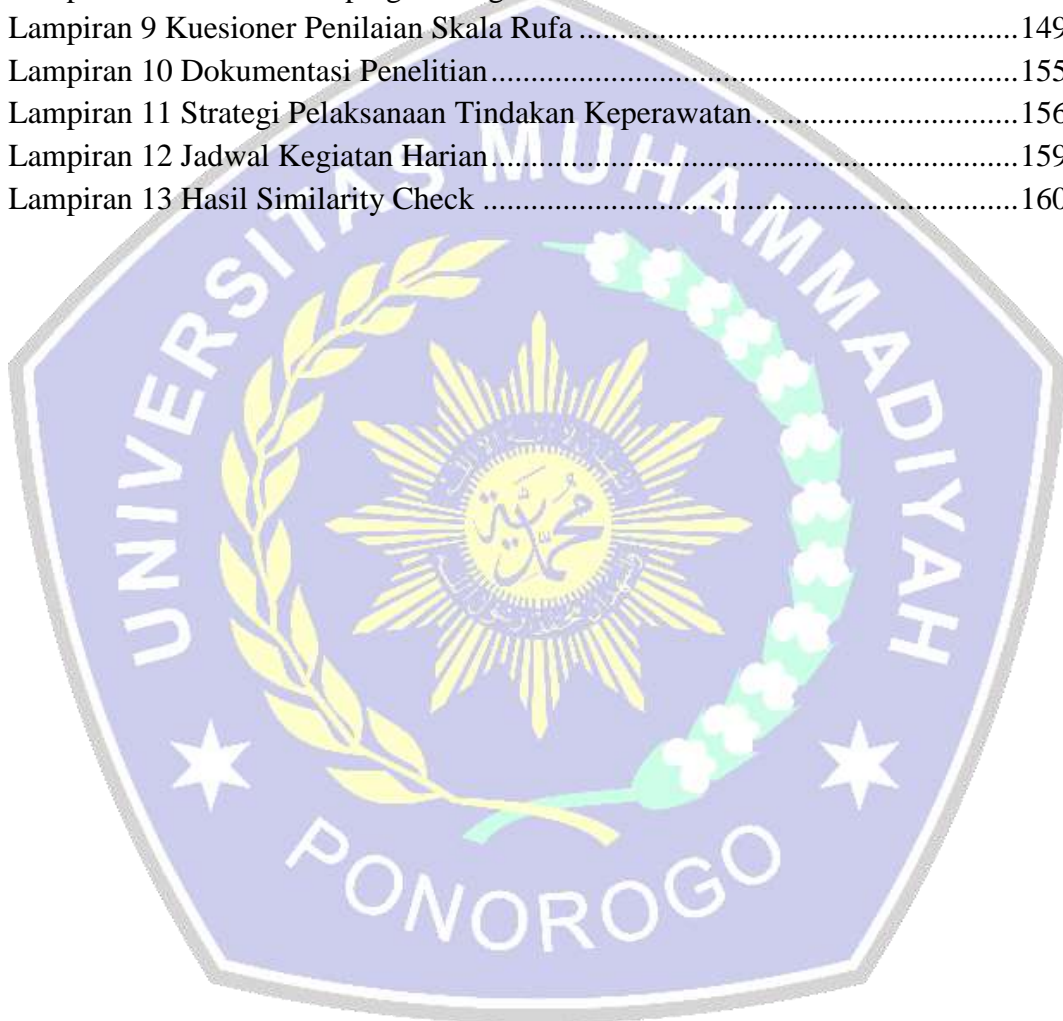 Lampiran 9 Kuesioner Penilaian Skala Rufa ........................................................ 149
Lampiran 10 Dokumentasi Penelitian ................................................................... 155
Lampiran 11 Strategi Pelaksanaan Tindakan Keperawatan ................................. 156
Lampiran 12 Jadwal Kegiatan Harian ................................................................... 159
Lampiran 13 Hasil Similarity Check .................................................................... 160
UNIVERSITAS MUHAMMADIYAH
محمدية
PONOROGO